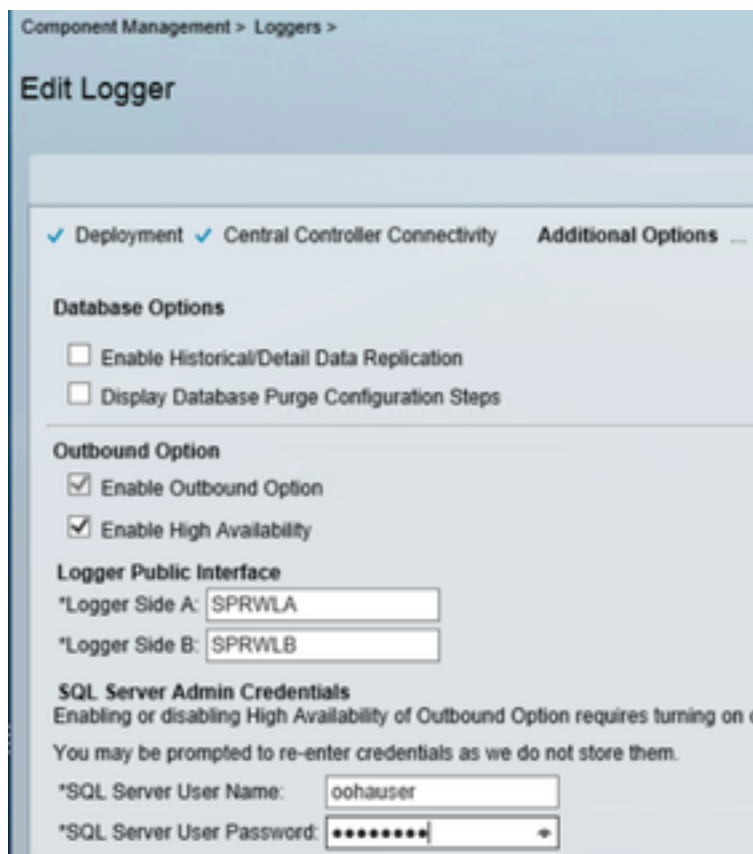 Component Management > Loggers >
Edit Logger
Deployment Central Controller Connectivity Additional Options ...
Database Options
Enable Historical/Detail Data Replication
Display Database Purge Configuration Steps
Outbound Option
Enable Outbound Option
Enable High Availability
Logger Public Interface
*Logger Side A: SPRWLA
*Logger Side B: SPRWLB
SQL Server Admin Credentials
Enabling or disabling High Availability of Outbound Option requires turning on
You may be prompted to re-enter credentials as we do not store them.
*SQL Server User Name: oohauser
*SQL Server User Password: ••••••••